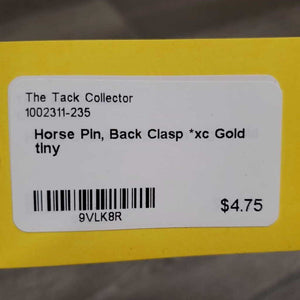 The Tack Collector
1002311-235
Horse Pin, Back Clasp *xc Gold
tiny
9VLK8R
$4.75